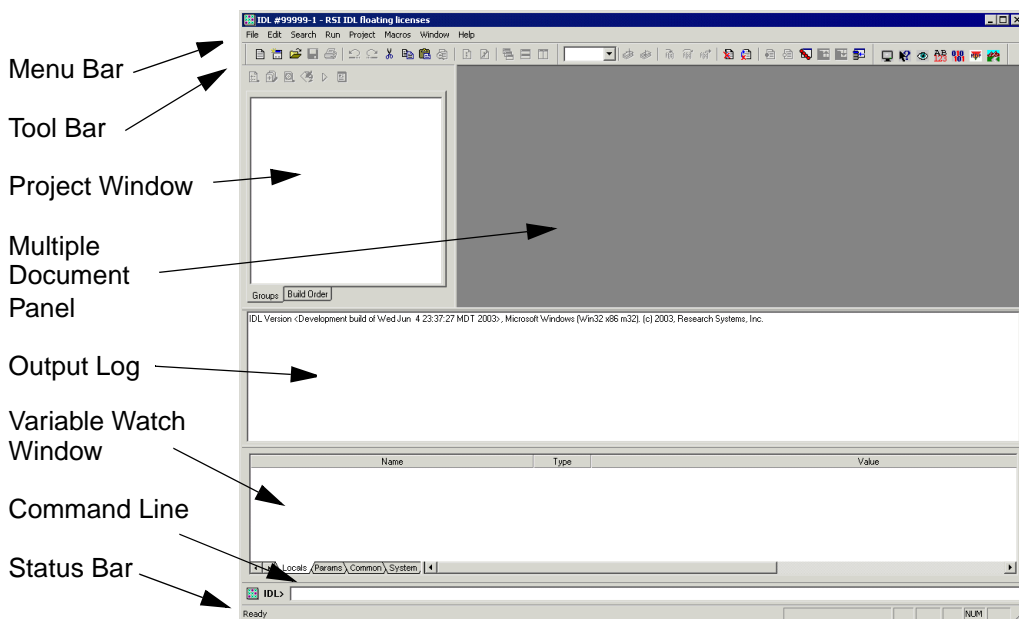 IDL #99999-1 - RSI IDL floating licenses
File Edit Search Run Project Macros Window Help
Menu Bar
Tool Bar
Project Window
Multiple
Document
Panel
Groups Build Order
IDL Version <Development build of Wed Jun 4 23:37:27 MDT 2003>, Microsoft Windows (Win32 x86 m32). (c) 2003, Research Systems, Inc.
Output Log
Variable Watch
Window
Name Type Value
Command Line
Locals Params Common System
Status Bar
IDL>
Ready NUM